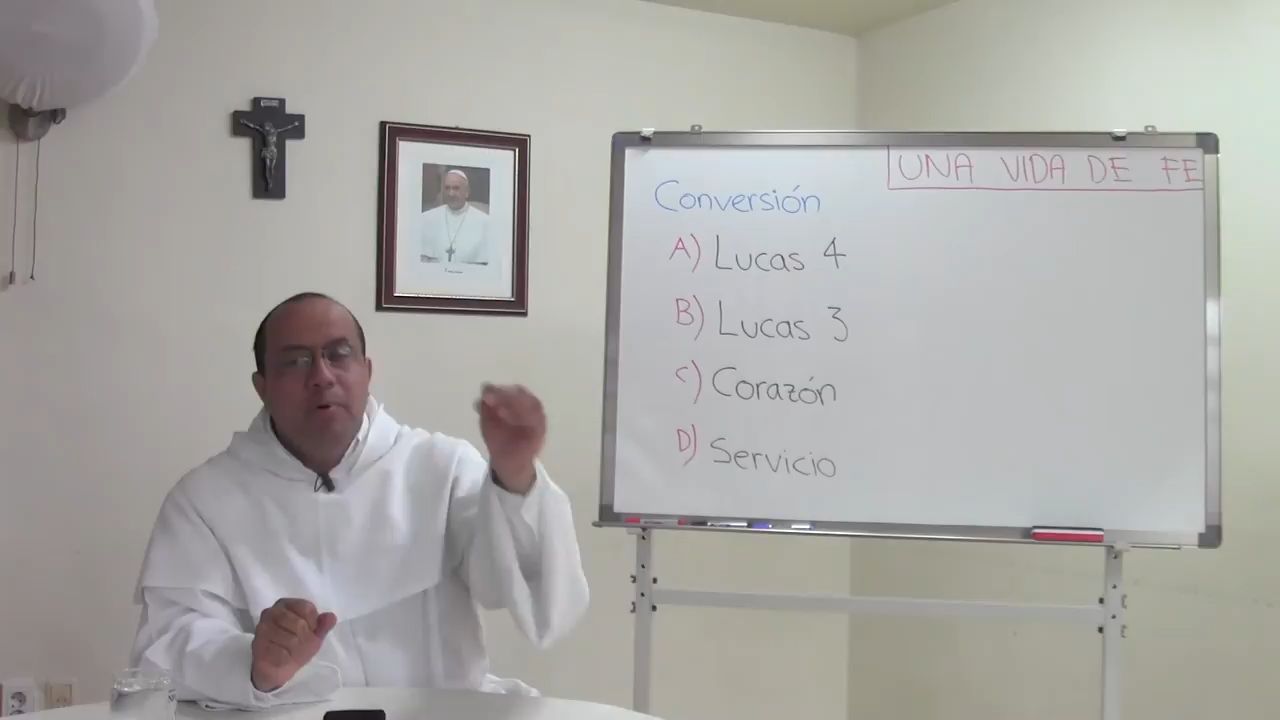 UNA VIDA DE FE
Conversión
A) Lucas 4
B) Lucas 3
C) Corazón
D) Servicio